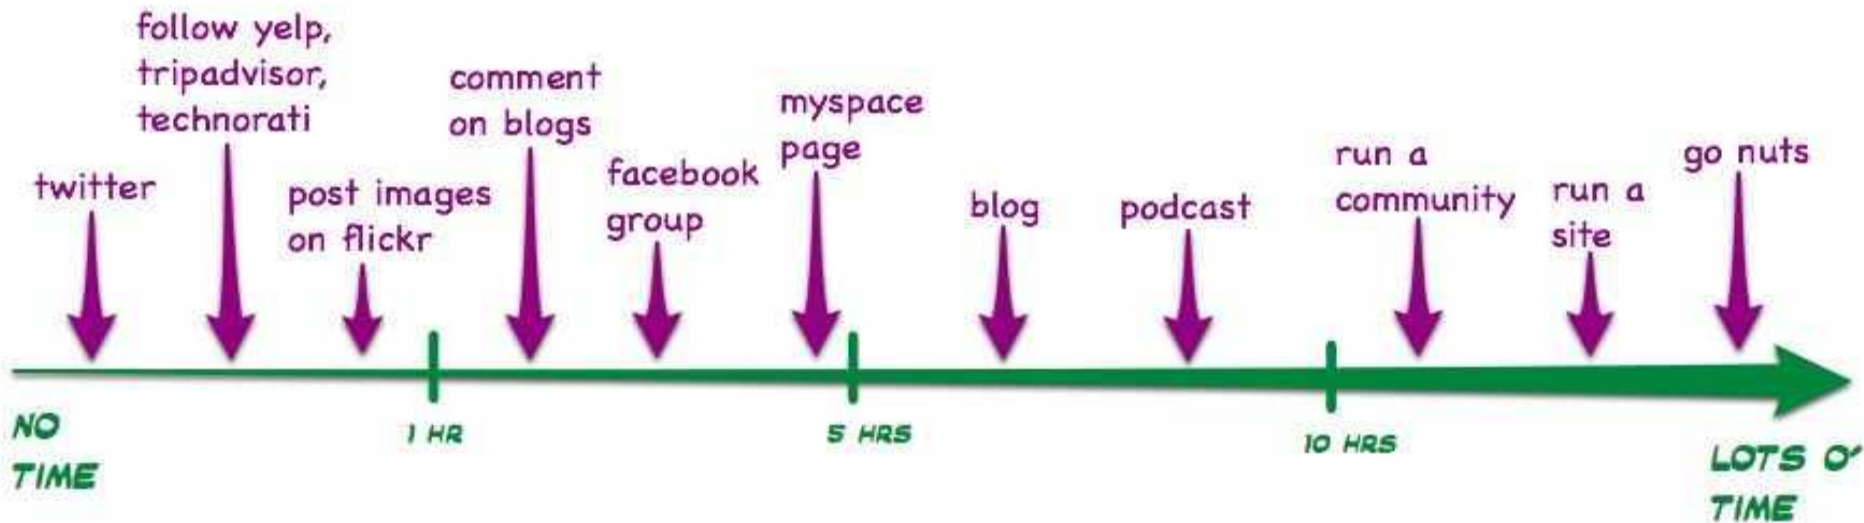 twitter
follow yelp,
tripadvisor,
technorati
post images
on flickr
comment
on blogs
facebook
group
myspace
page
blog
podcast
run a
community
run a
site
go nuts
NO
TIME
1 HR
5 HRS
10 HRS
LOTS O'
TIME